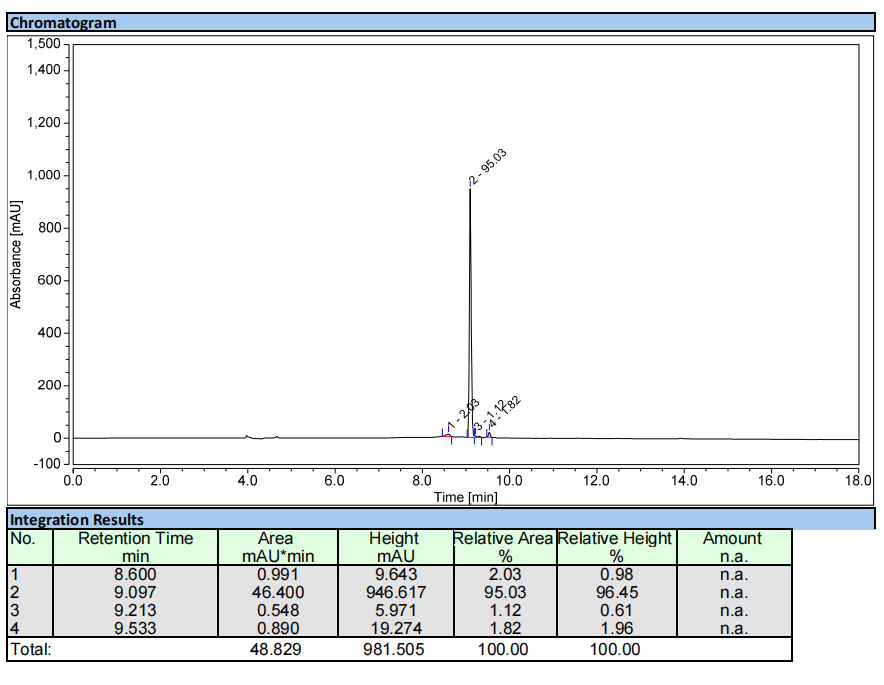 Chromatogram
1,500
1,400
1,200
1,000
800
600
400
200
0
-100
Absorbance [mAU]
1 - 2.03
2 - 95.03
3 - 1.12
4 - 1.82
0.0 2.0 4.0 6.0 8.0 10.0 12.0 14.0 16.0 18.0
Time [min]
Integration Results
No. Retention Time Area Height Relative Area Relative Height Amount
min mAU*min mAU % % n.a.
1 8.600 0.991 9.643 2.03 0.98 n.a.
2 9.097 46.400 946.617 95.03 96.45 n.a.
3 9.213 0.548 5.971 1.12 0.61 n.a.
4 9.533 0.890 19.274 1.82 1.96 n.a.
Total: 48.829 981.505 100.00 100.00